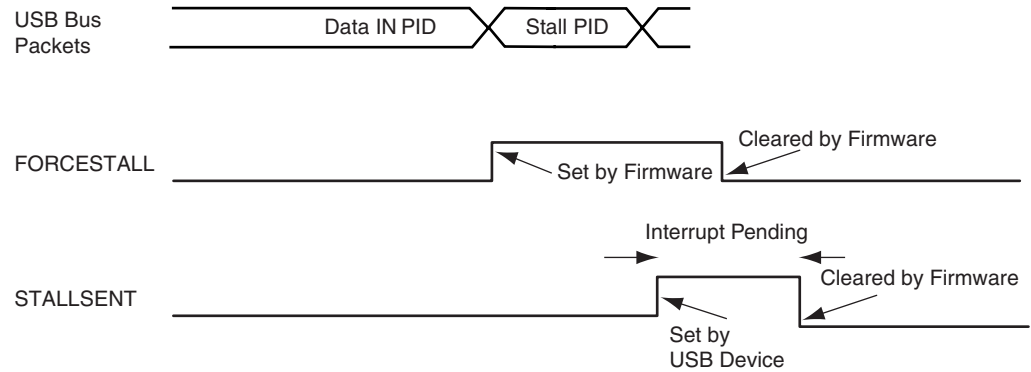 USB Bus
Packets
Data IN PID
Stall PID
FORCESTALL
Set by Firmware
Cleared by Firmware
Interrupt Pending
STALLSENT
Set by
USB Device
Cleared by Firmware